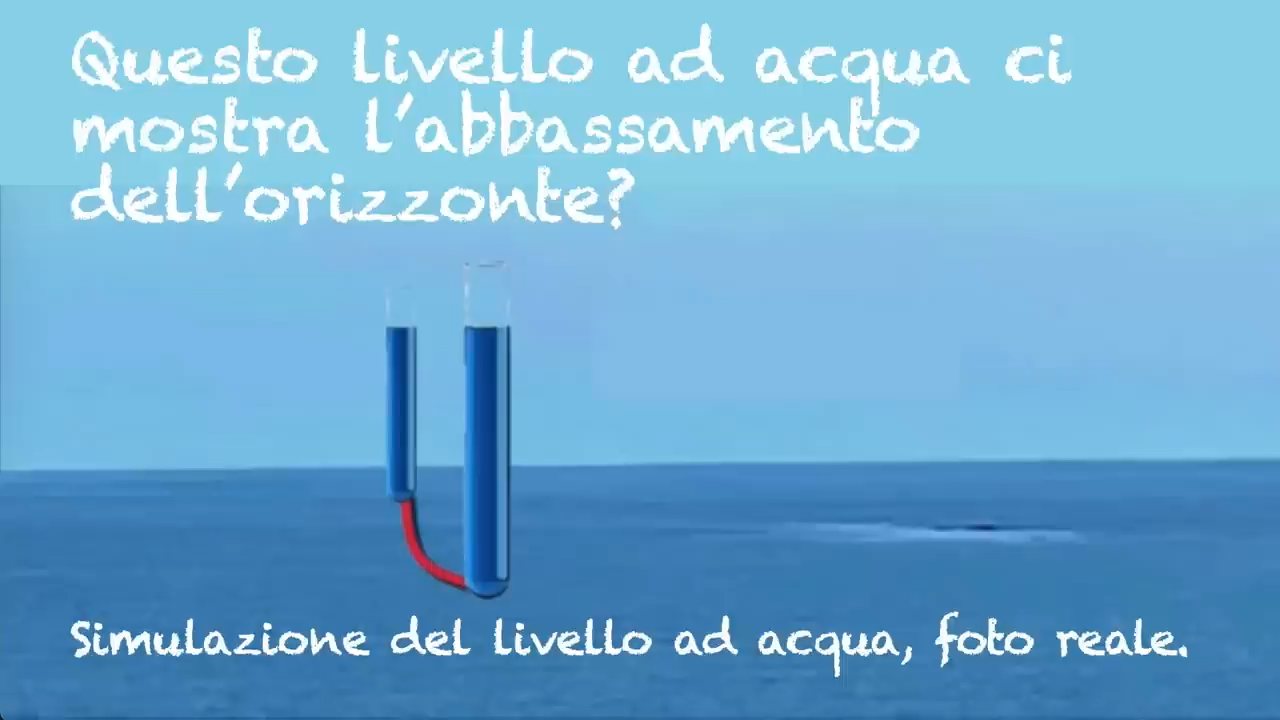 Questo livello ad acqua ci
mostra l'abbassamento
dell'orizzonte?
Simulazione del livello ad acqua, foto reale.